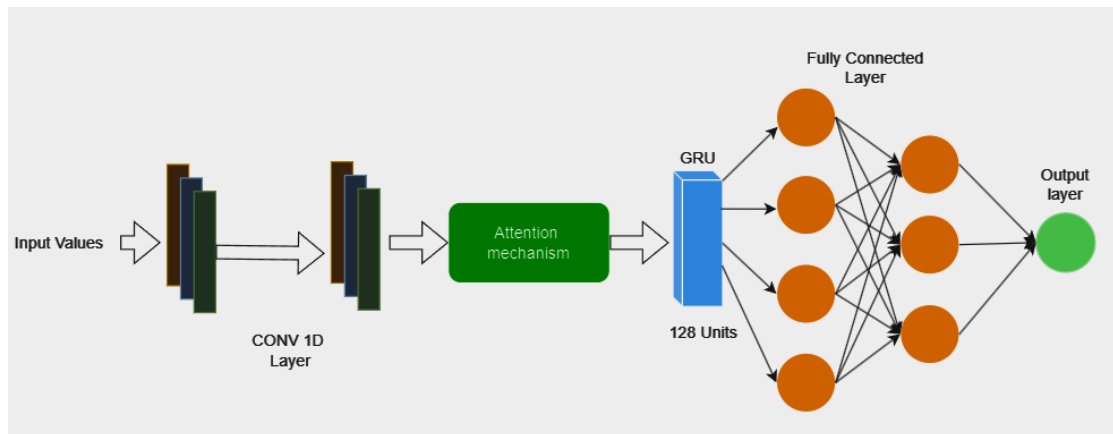 Input Values
CONV 1D
Layer
Attention
mechanism
GRU
128 Units
Fully Connected
Layer
Output
layer